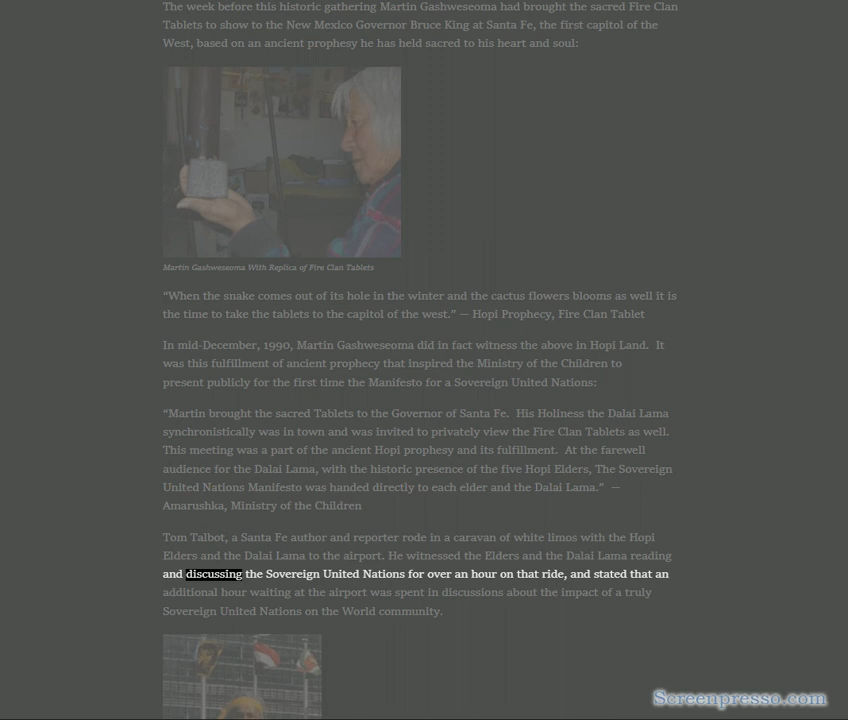 The week before this historic gathering Martin Gashweseoma had brought the sacred Fire Clan
Tablets to show to the New Mexico Governor Bruce King at Santa Fe, the first capitol of the
West, based on an ancient prophesy he has held sacred to his heart and soul:
Martin Gashweseoma With Replica of Fire Clan Tablets
“When the snake comes out of its hole in the winter and the cactus flowers blooms as well it is
the time to take the tablets to the capitol of the west.” — Hopi Prophecy, Fire Clan Tablet
In mid-December, 1990, Martin Gashweseoma did in fact witness the above in Hopi Land.  It
was this fulfillment of ancient prophecy that inspired the Ministry of the Children to
present publicly for the first time the Manifesto for a Sovereign United Nations:
“Martin brought the sacred Tablets to the Governor of Santa Fe.  His Holiness the Dalai Lama
synchronistically was in town and was invited to privately view the Fire Clan Tablets as well.
This meeting was a part of the ancient Hopi prophesy and its fulfillment.  At the farewell
audience for the Dalai Lama, with the historic presence of the five Hopi Elders, The Sovereign
United Nations Manifesto was handed directly to each elder and the Dalai Lama.”  —
Amarushka, Ministry of the Children
Tom Talbot, a Santa Fe author and reporter rode in a caravan of white limos with the Hopi
Elders and the Dalai Lama to the airport. He witnessed the Elders and the Dalai Lama reading
and discussing the Sovereign United Nations for over an hour on that ride, and stated that an
additional hour waiting at the airport was spent in discussions about the impact of a truly
Sovereign United Nations on the World community.
Screenpresso.com